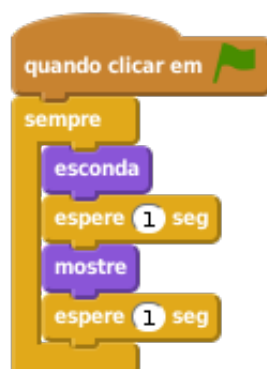 quando clicar em
sempre
esconda
espere 1 seg
mostre
espere 1 seg